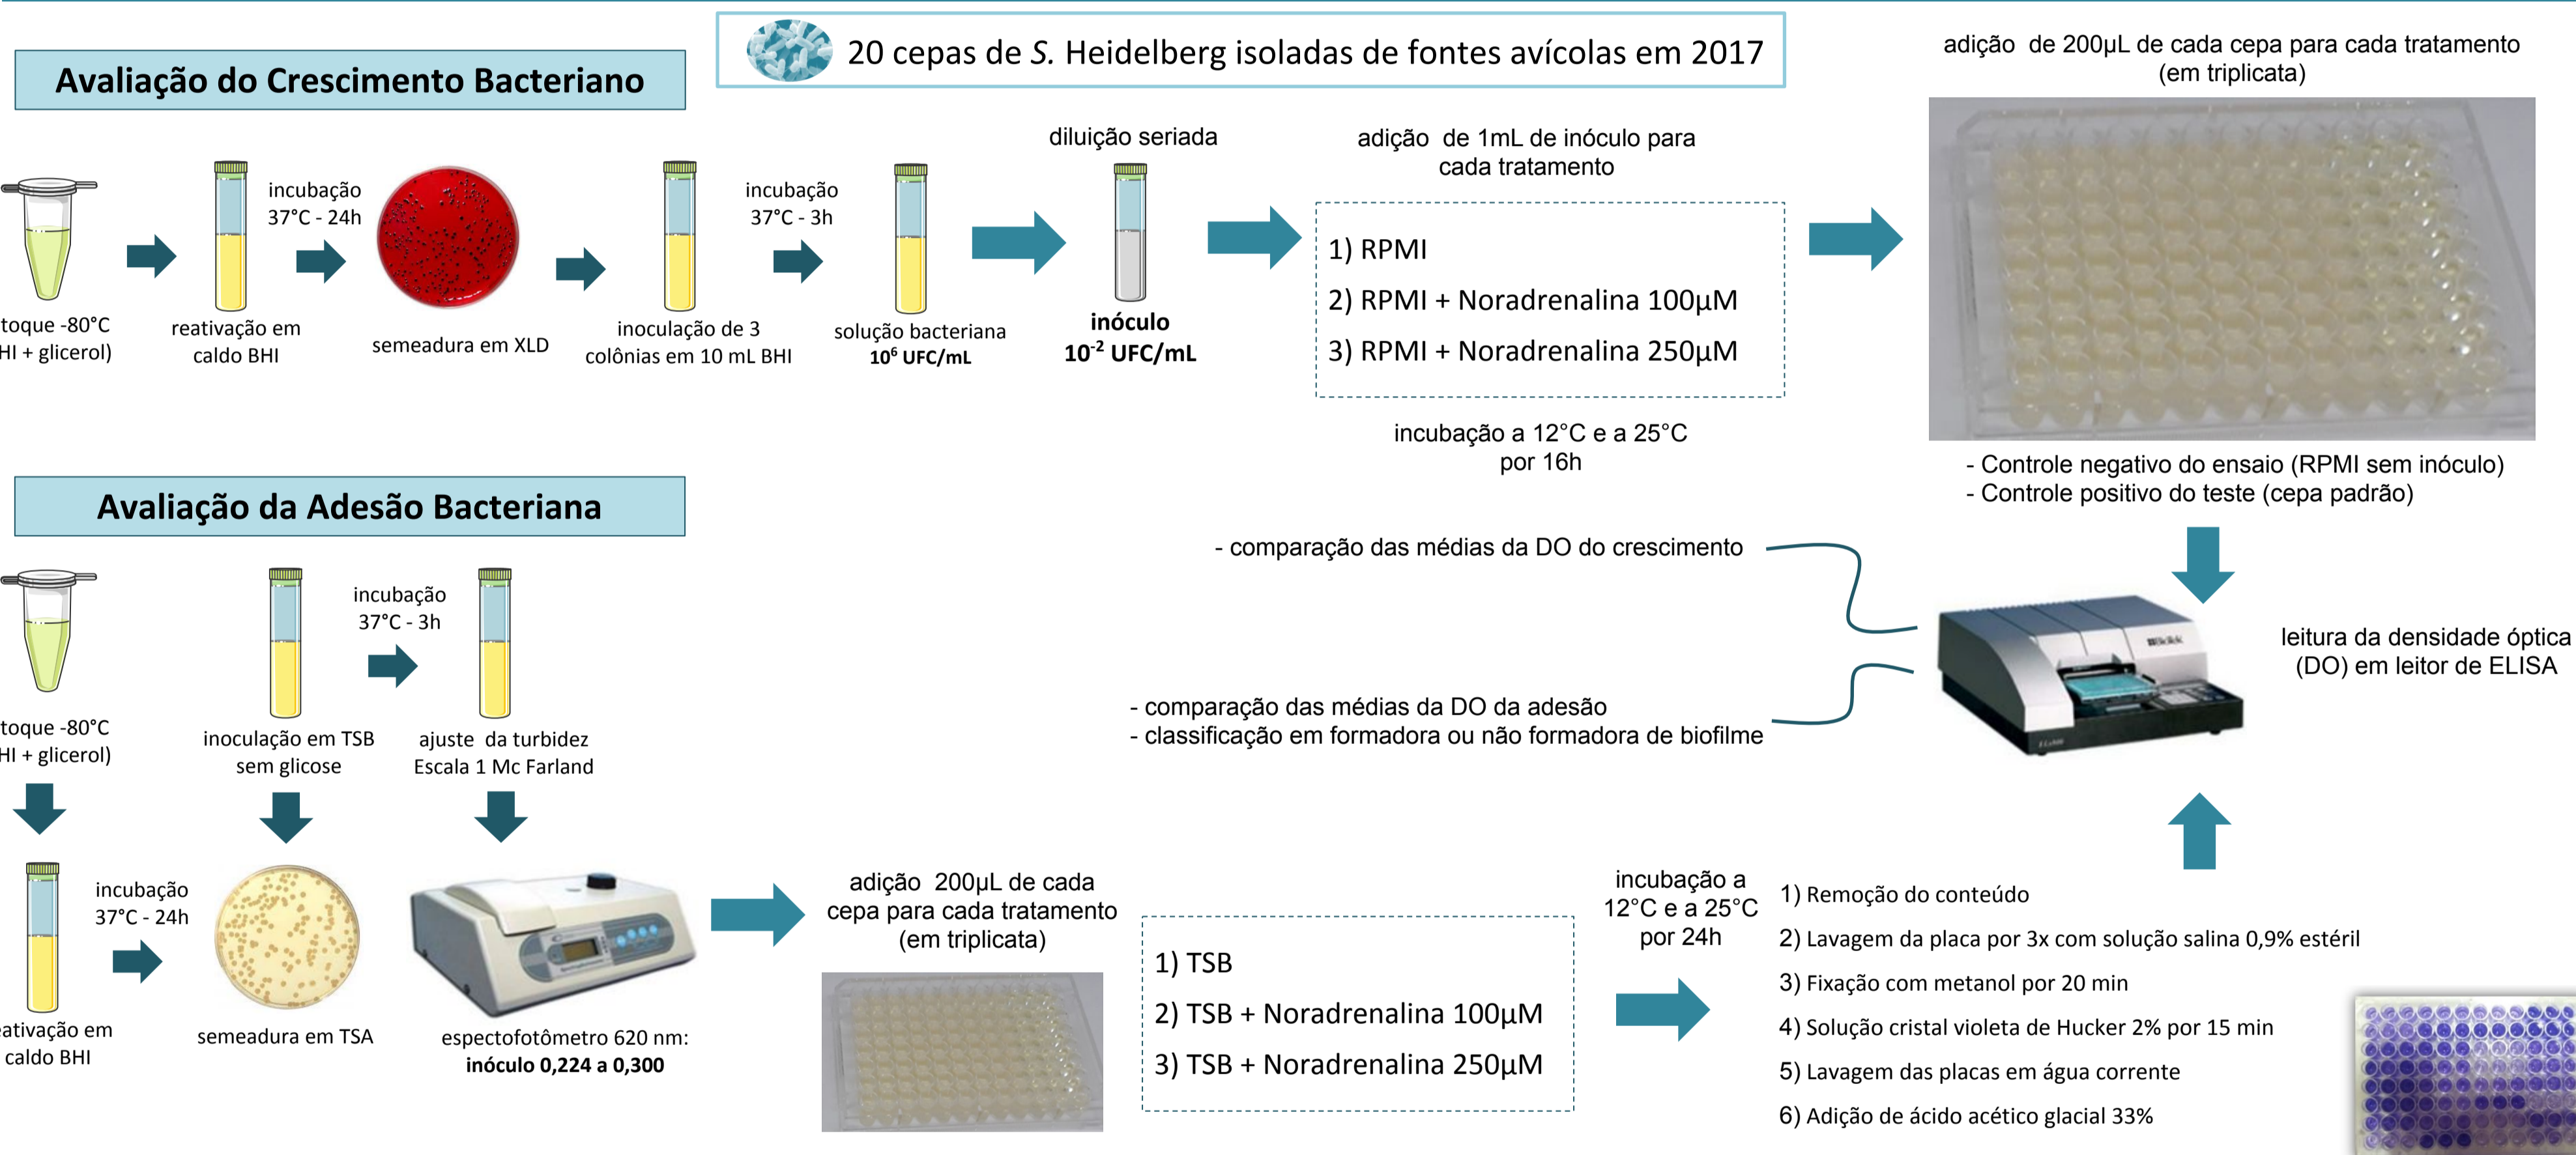 20 cepas de S. Heidelberg isoladas de fontes avícolas em 2017
Avaliação do Crescimento Bacteriano
toque -80°C
HI + glicerol)
reativação em
caldo BHI
incubação
37°C - 24h
semeadura em XLD
inoculação de 3
colônias em 10 mL BHI
incubação
37°C - 3h
solução bacteriana
10⁶ UFC/mL
diluição seriada
inóculo
10⁻² UFC/mL
adição de 1mL de inóculo para
cada tratamento
1) RPMI
2) RPMI + Noradrenalina 100µM
3) RPMI + Noradrenalina 250µM
incubação a 12°C e a 25°C
por 16h
adição de 200µL de cada cepa para cada tratamento
(em triplicata)
- Controle negativo do ensaio (RPMI sem inóculo)
- Controle positivo do teste (cepa padrão)
leitura da densidade óptica
(DO) em leitor de ELISA
- comparação das médias da DO do crescimento
- comparação das médias da DO da adesão
- classificação em formadora ou não formadora de biofilme
Avaliação da Adesão Bacteriana
toque -80°C
HI + glicerol)
eativação em
caldo BHI
incubação
37°C - 24h
semeadura em TSA
inoculação em TSB
sem glicose
incubação
37°C - 3h
ajuste da turbidez
Escala 1 Mc Farland
espectofotômetro 620 nm:
inóculo 0,224 a 0,300
adição 200µL de cada
cepa para cada tratamento
(em triplicata)
1) TSB
2) TSB + Noradrenalina 100µM
3) TSB + Noradrenalina 250µM
incubação a
12°C e a 25°C
por 24h
1) Remoção do conteúdo
2) Lavagem da placa por 3x com solução salina 0,9% estéril
3) Fixação com metanol por 20 min
4) Solução cristal violeta de Hucker 2% por 15 min
5) Lavagem das placas em água corrente
6) Adição de ácido acético glacial 33%